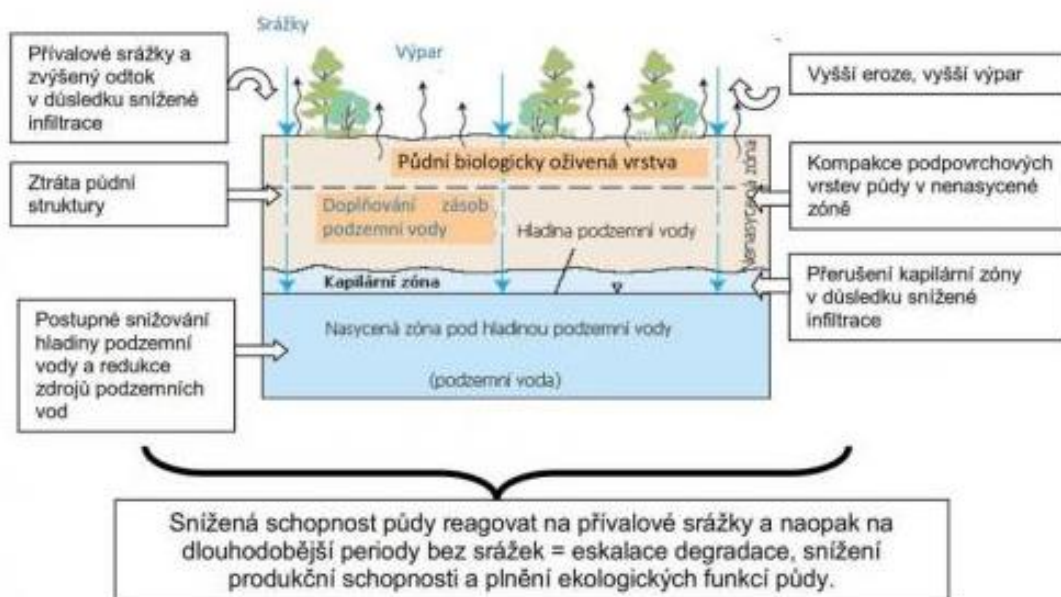 Srážky
Výpar
Přívalové srážky a
zvýšený odtok
v důsledku snížené
infiltrace
Vyšší eroze, vyšší výpar
Půdní biologicky oživená vrstva
Ztráta půdní
struktury
Nenasycená zóna
Kompakce podpovrchových
vrstev půdy v nenasycené
zóně
Doplňování zásob
podzemní vody
Hladina podzemní vody
Kapilární zóna
Přerušení kapilární zóny
v důsledku snížené
infiltrace
Postupné snižování
hladiny podzemní
vody a redukce
zdrojů podzemních
vod
Nasycená zóna pod hladinou podzemní vody
(podzemní voda)
Snížená schopnost půdy reagovat na přívalové srážky a naopak na
dlouhodobější periody bez srážek = eskalace degradace, snížení
produkční schopnosti a plnění ekologických funkcí půdy.